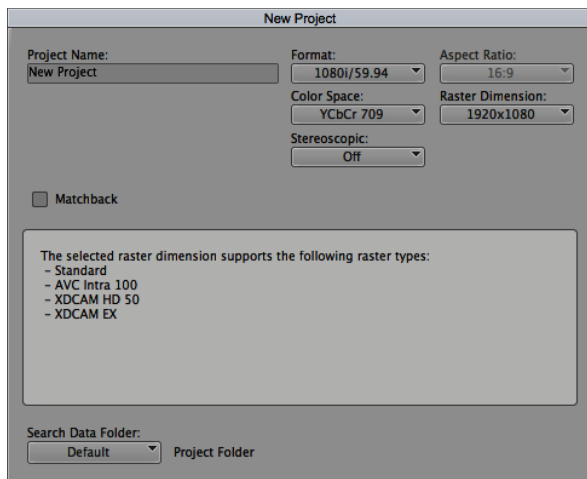 New Project
Project Name:
New Project
Format:
1080i/59.94
Aspect Ratio:
16:9
Color Space:
YCbCr 709
Raster Dimension:
1920x1080
Stereoscopic:
Off
Matchback
The selected raster dimension supports the following raster types:
– Standard
– AVC Intra 100
– XDCAM HD 50
– XDCAM EX
Search Data Folder:
Default
Project Folder